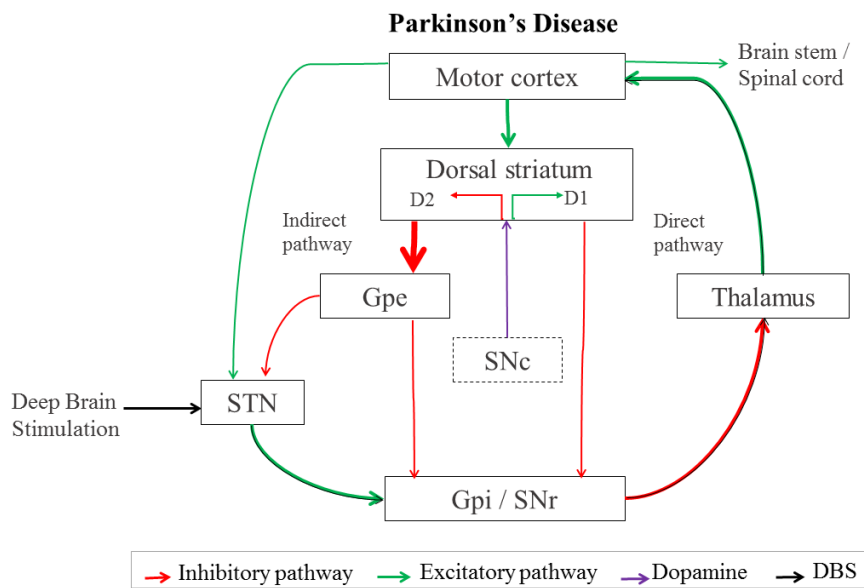 Parkinson's Disease
Motor cortex
Brain stem /
Spinal cord
Dorsal striatum
D2
D1
Indirect
pathway
Direct
pathway
Gpe
Thalamus
SNc
Deep Brain
Stimulation
STN
Gpi / SNr
Inhibitory pathway
Excitatory pathway
Dopamine
DBS